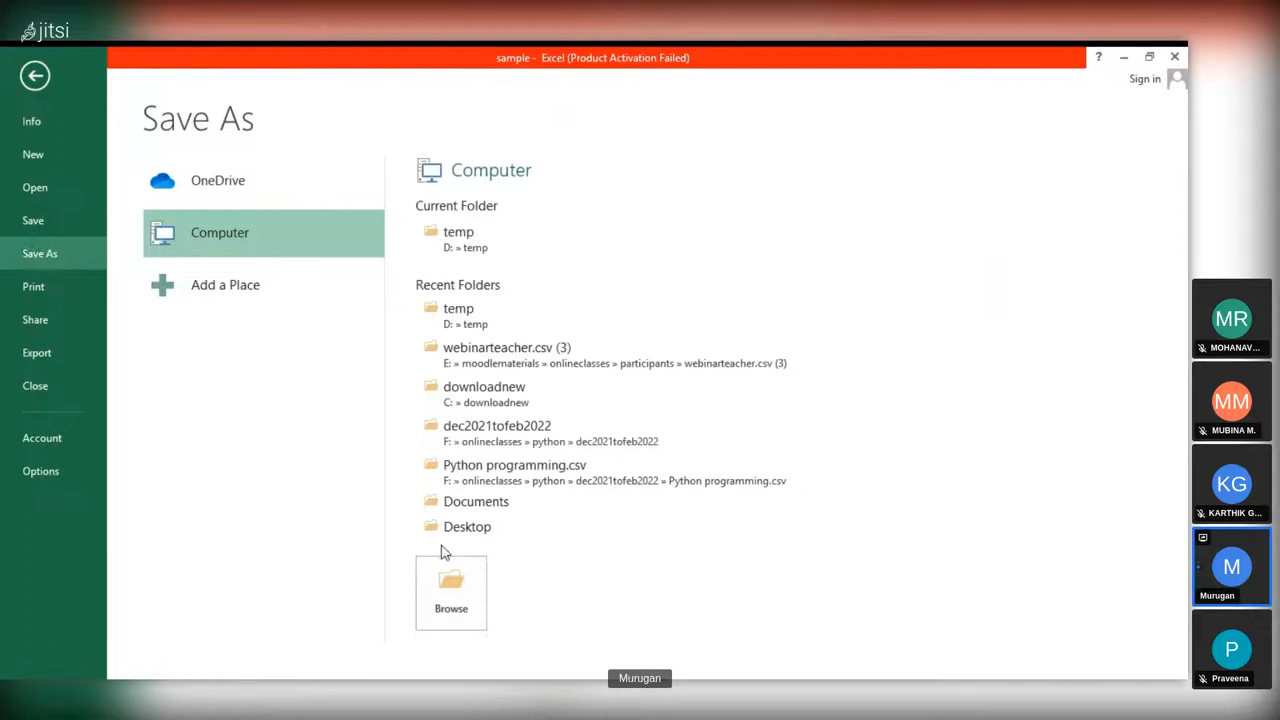 jitsi
sample - Excel (Product Activation Failed)
?
Sign in
Info
New
Open
Save
Save As
Print
Share
Export
Close
Account
Options
Save As
OneDrive
Computer
Add a Place
Computer
Current Folder
temp
D: » temp
Recent Folders
temp
D: » temp
webinarteacher.csv (3)
E: » moodlematerials » onlineclasses » participants » webinarteacher.csv (3)
downloadnew
C: » downloadnew
dec2021tofeb2022
F: » onlineclasses » python » dec2021tofeb2022
Python programming.csv
F: » onlineclasses » python » dec2021tofeb2022 » Python programming.csv
Documents
Desktop
Browse
MR
MOHANAV...
MM
MUBINA M.
KG
KARTHIK G...
M
Murugan
P
Praveena
Murugan